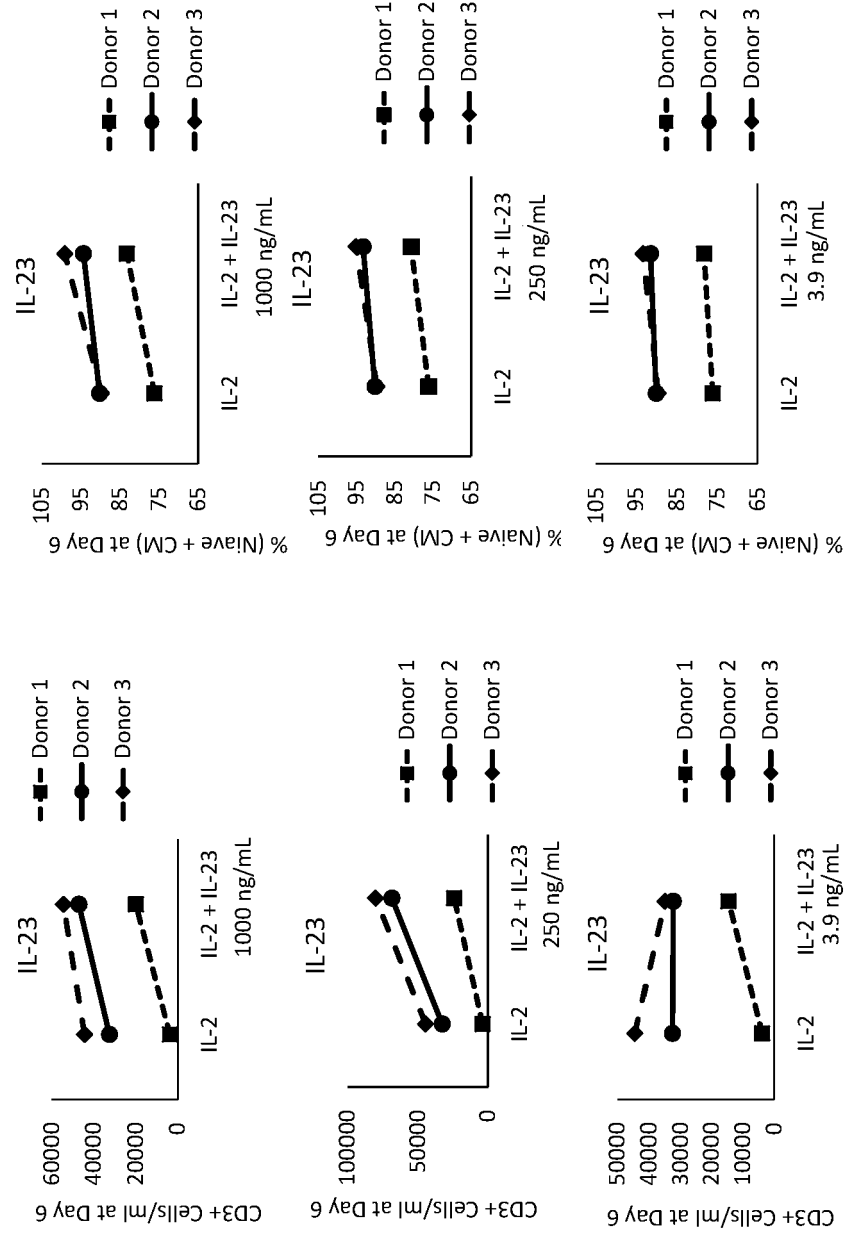 IL-23
60000
40000
20000
0
CD3+ Cells/ml at Day 6
IL-2
IL-2 + IL-23
1000 ng/mL
Donor 1
Donor 2
Donor 3
IL-23
105
95
85
75
65
% (Niave + CM) at Day 6
IL-2
IL-2 + IL-23
1000 ng/mL
Donor 1
Donor 2
Donor 3
IL-23
100000
50000
0
CD3+ Cells/ml at Day 6
IL-2
IL-2 + IL-23
250 ng/mL
Donor 1
Donor 2
Donor 3
IL-23
105
95
85
75
65
% (Naive + CM) at Day 6
IL-2
IL-2 + IL-23
250 ng/mL
Donor 1
Donor 2
Donor 3
IL-23
50000
40000
30000
20000
10000
0
CD3+ Cells/ml at Day 6
IL-2
IL-2 + IL-23
3.9 ng/mL
Donor 1
Donor 2
Donor 3
IL-23
105
95
85
75
65
% (Naive + CM) at Day 6
IL-2
IL-2 + IL-23
3.9 ng/mL
Donor 1
Donor 2
Donor 3